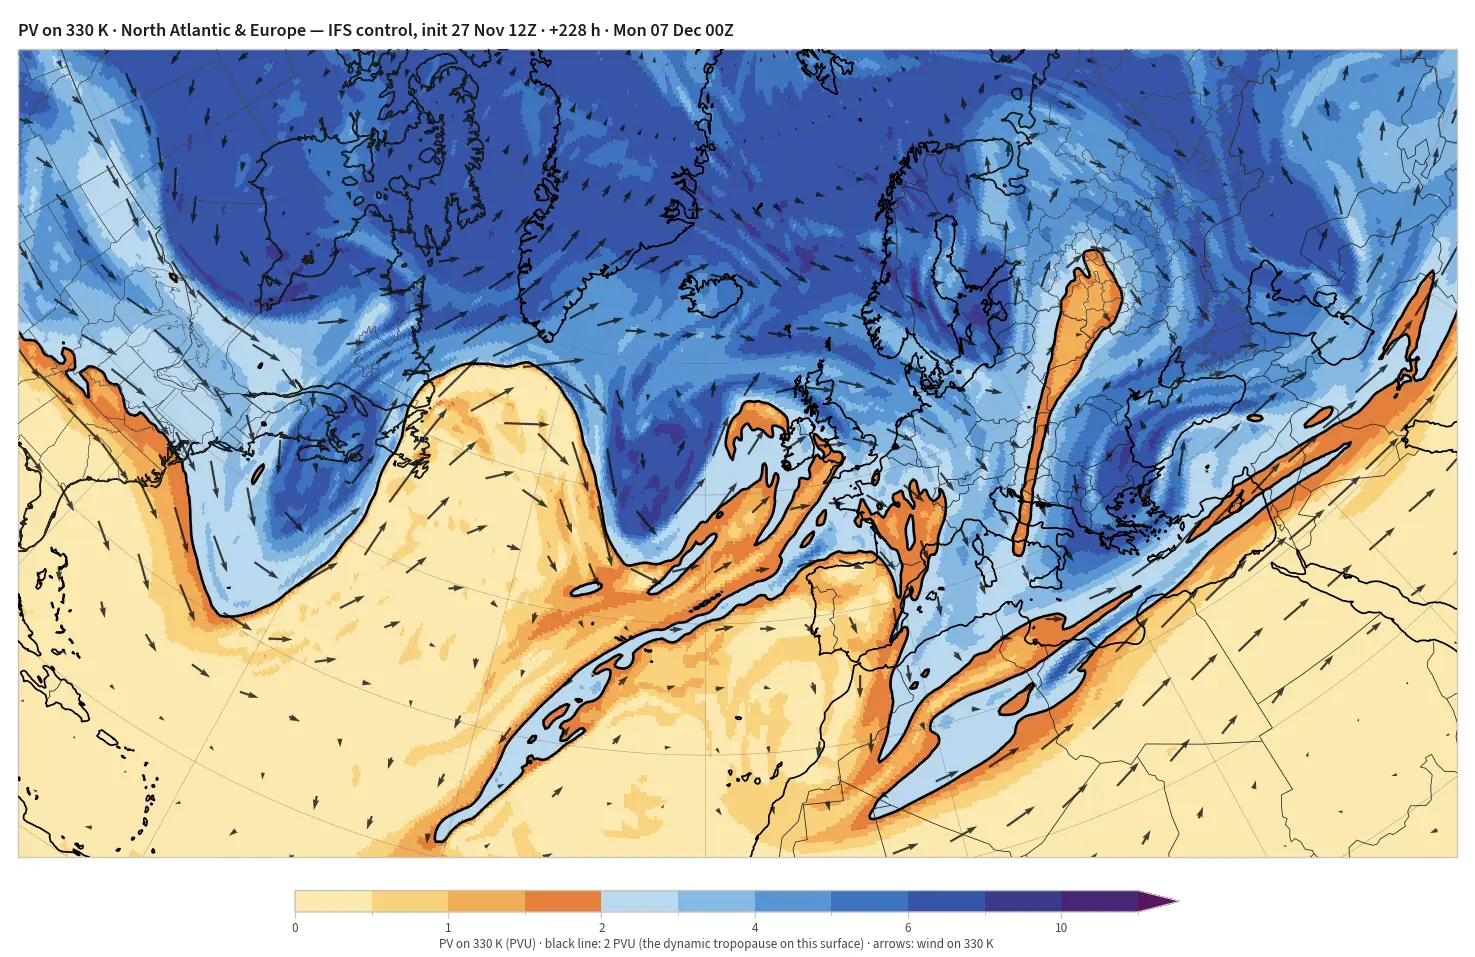 PV on 330 K · North Atlantic & Europe — IFS control, init 27 Nov 12Z · +228 h · Mon 07 Dec 00Z
0 1 2 4 6 10
PV on 330 K (PVU) · black line: 2 PVU (the dynamic tropopause on this surface) · arrows: wind on 330 K